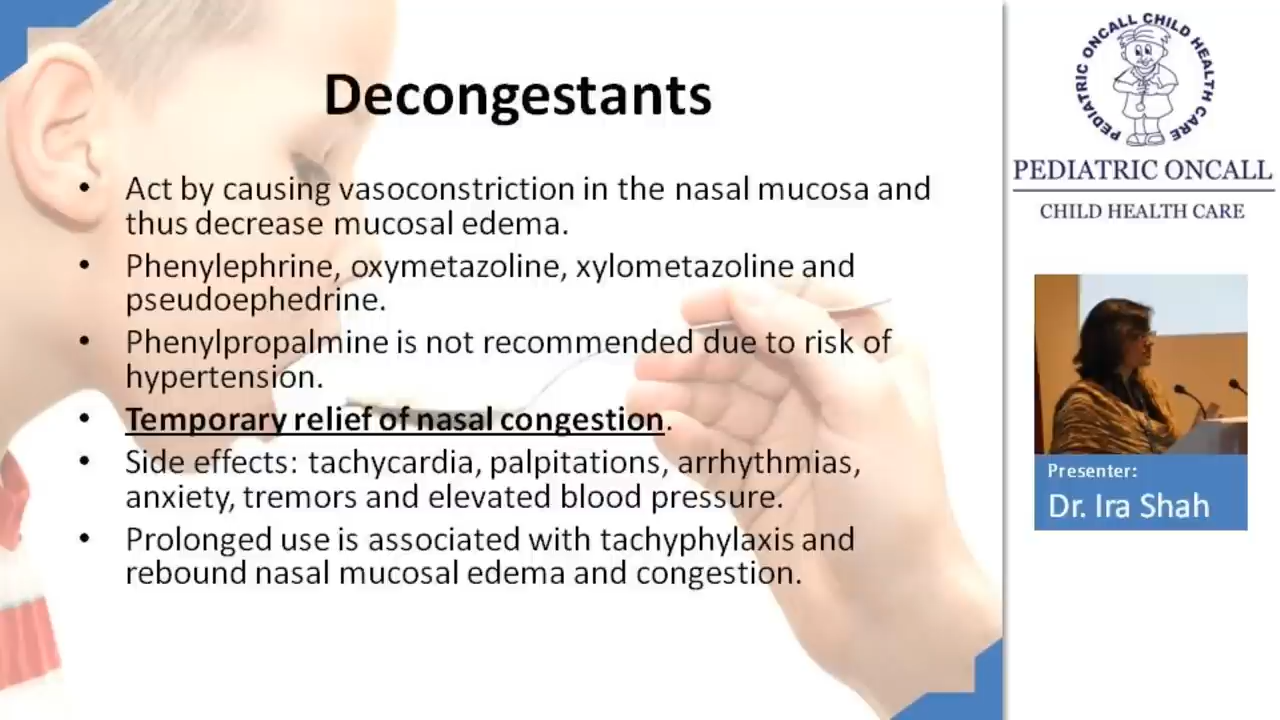 Decongestants
• Act by causing vasoconstriction in the nasal mucosa and
thus decrease mucosal edema.
• Phenylephrine, oxymetazoline, xylometazoline and
pseudoephedrine.
• Phenylpropalmine is not recommended due to risk of
hypertension.
• Temporary relief of nasal congestion.
• Side effects: tachycardia, palpitations, arrhythmias,
anxiety, tremors and elevated blood pressure.
• Prolonged use is associated with tachyphylaxis and
rebound nasal mucosal edema and congestion.
PEDIATRIC ONCALL CHILD HEALTH CARE
PEDIATRIC ONCALL
CHILD HEALTH CARE
Presenter:
Dr. Ira Shah